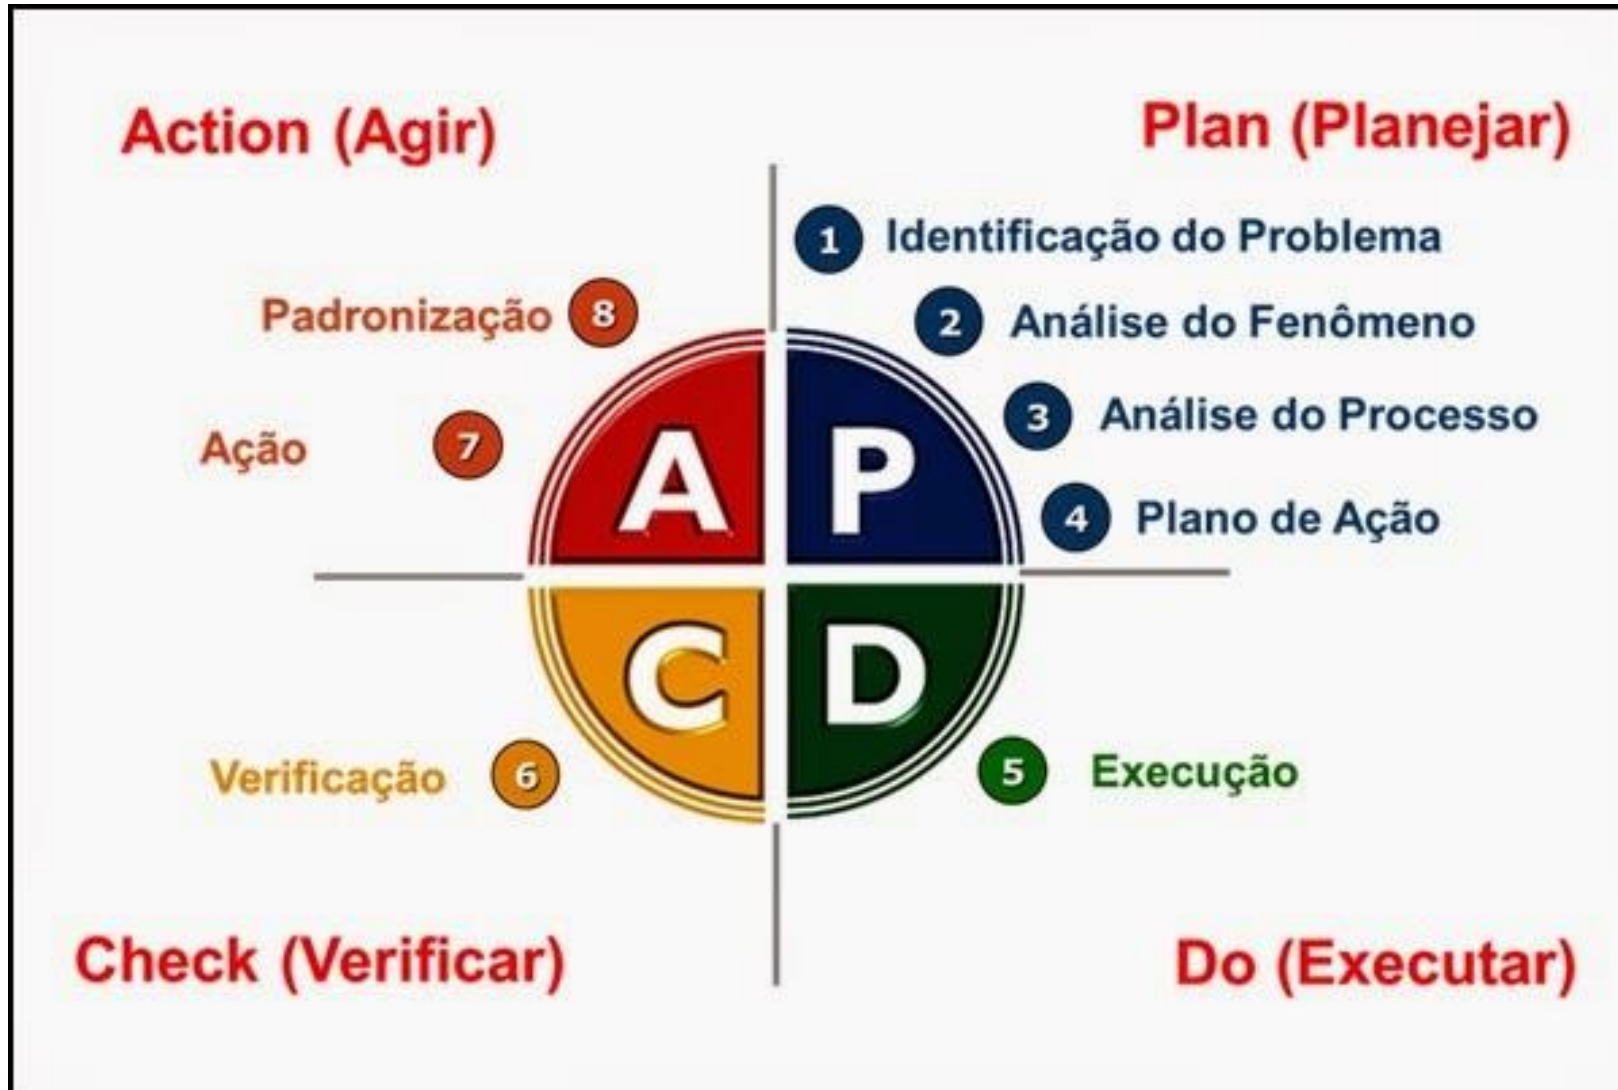 Action (Agir)
Plan (Planejar)
1 Identificação do Problema
2 Análise do Fenômeno
3 Análise do Processo
4 Plano de Ação
Padronização 8
Ação 7
A P
C D
Verificação 6
5 Execução
Check (Verificar)
Do (Executar)